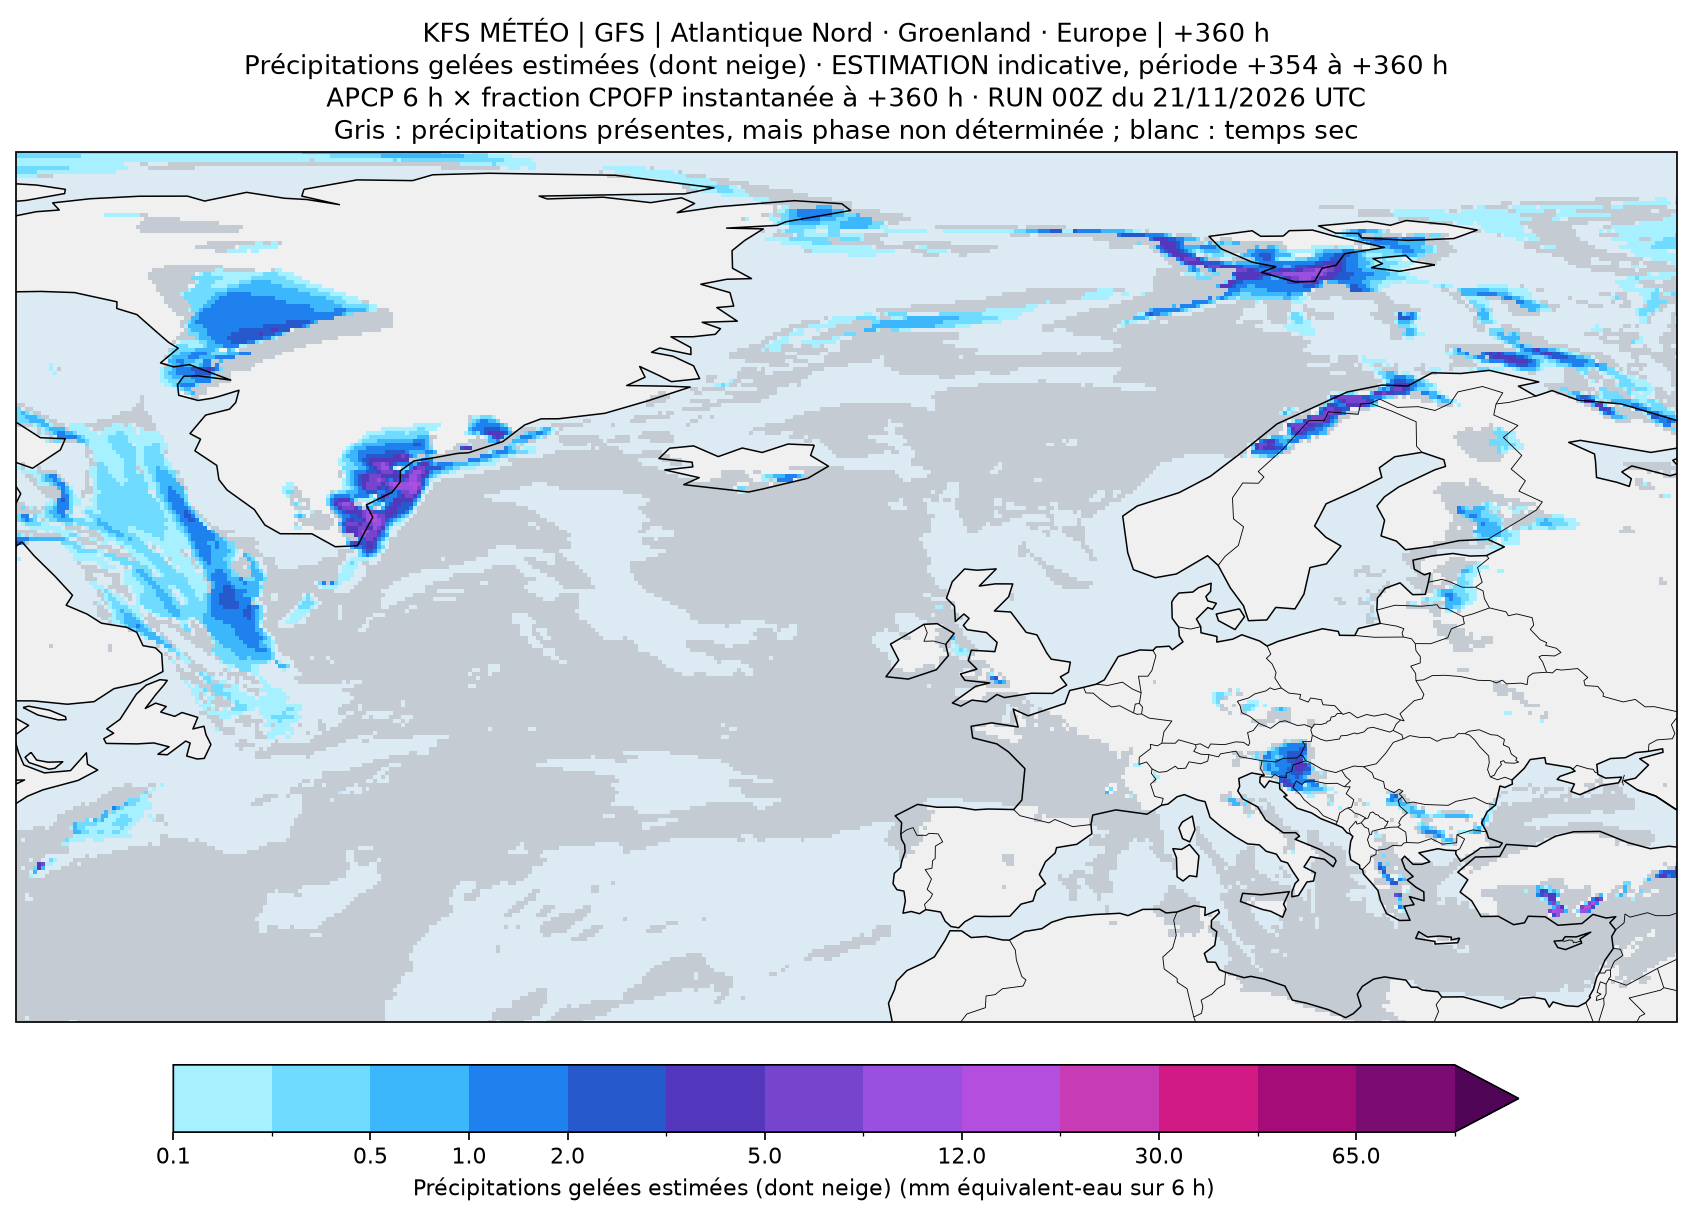 KFS MÉTÉO | GFS | Atlantique Nord · Groenland · Europe | +360 h
Précipitations gelées estimées (dont neige) · ESTIMATION indicative, période +354 à +360 h
APCP 6 h × fraction CPOFP instantanée à +360 h · RUN 00Z du 21/11/2026 UTC
Gris : précipitations présentes, mais phase non déterminée ; blanc : temps sec
0.1 0.5 1.0 2.0 5.0 12.0 30.0 65.0
Précipitations gelées estimées (dont neige) (mm équivalent-eau sur 6 h)